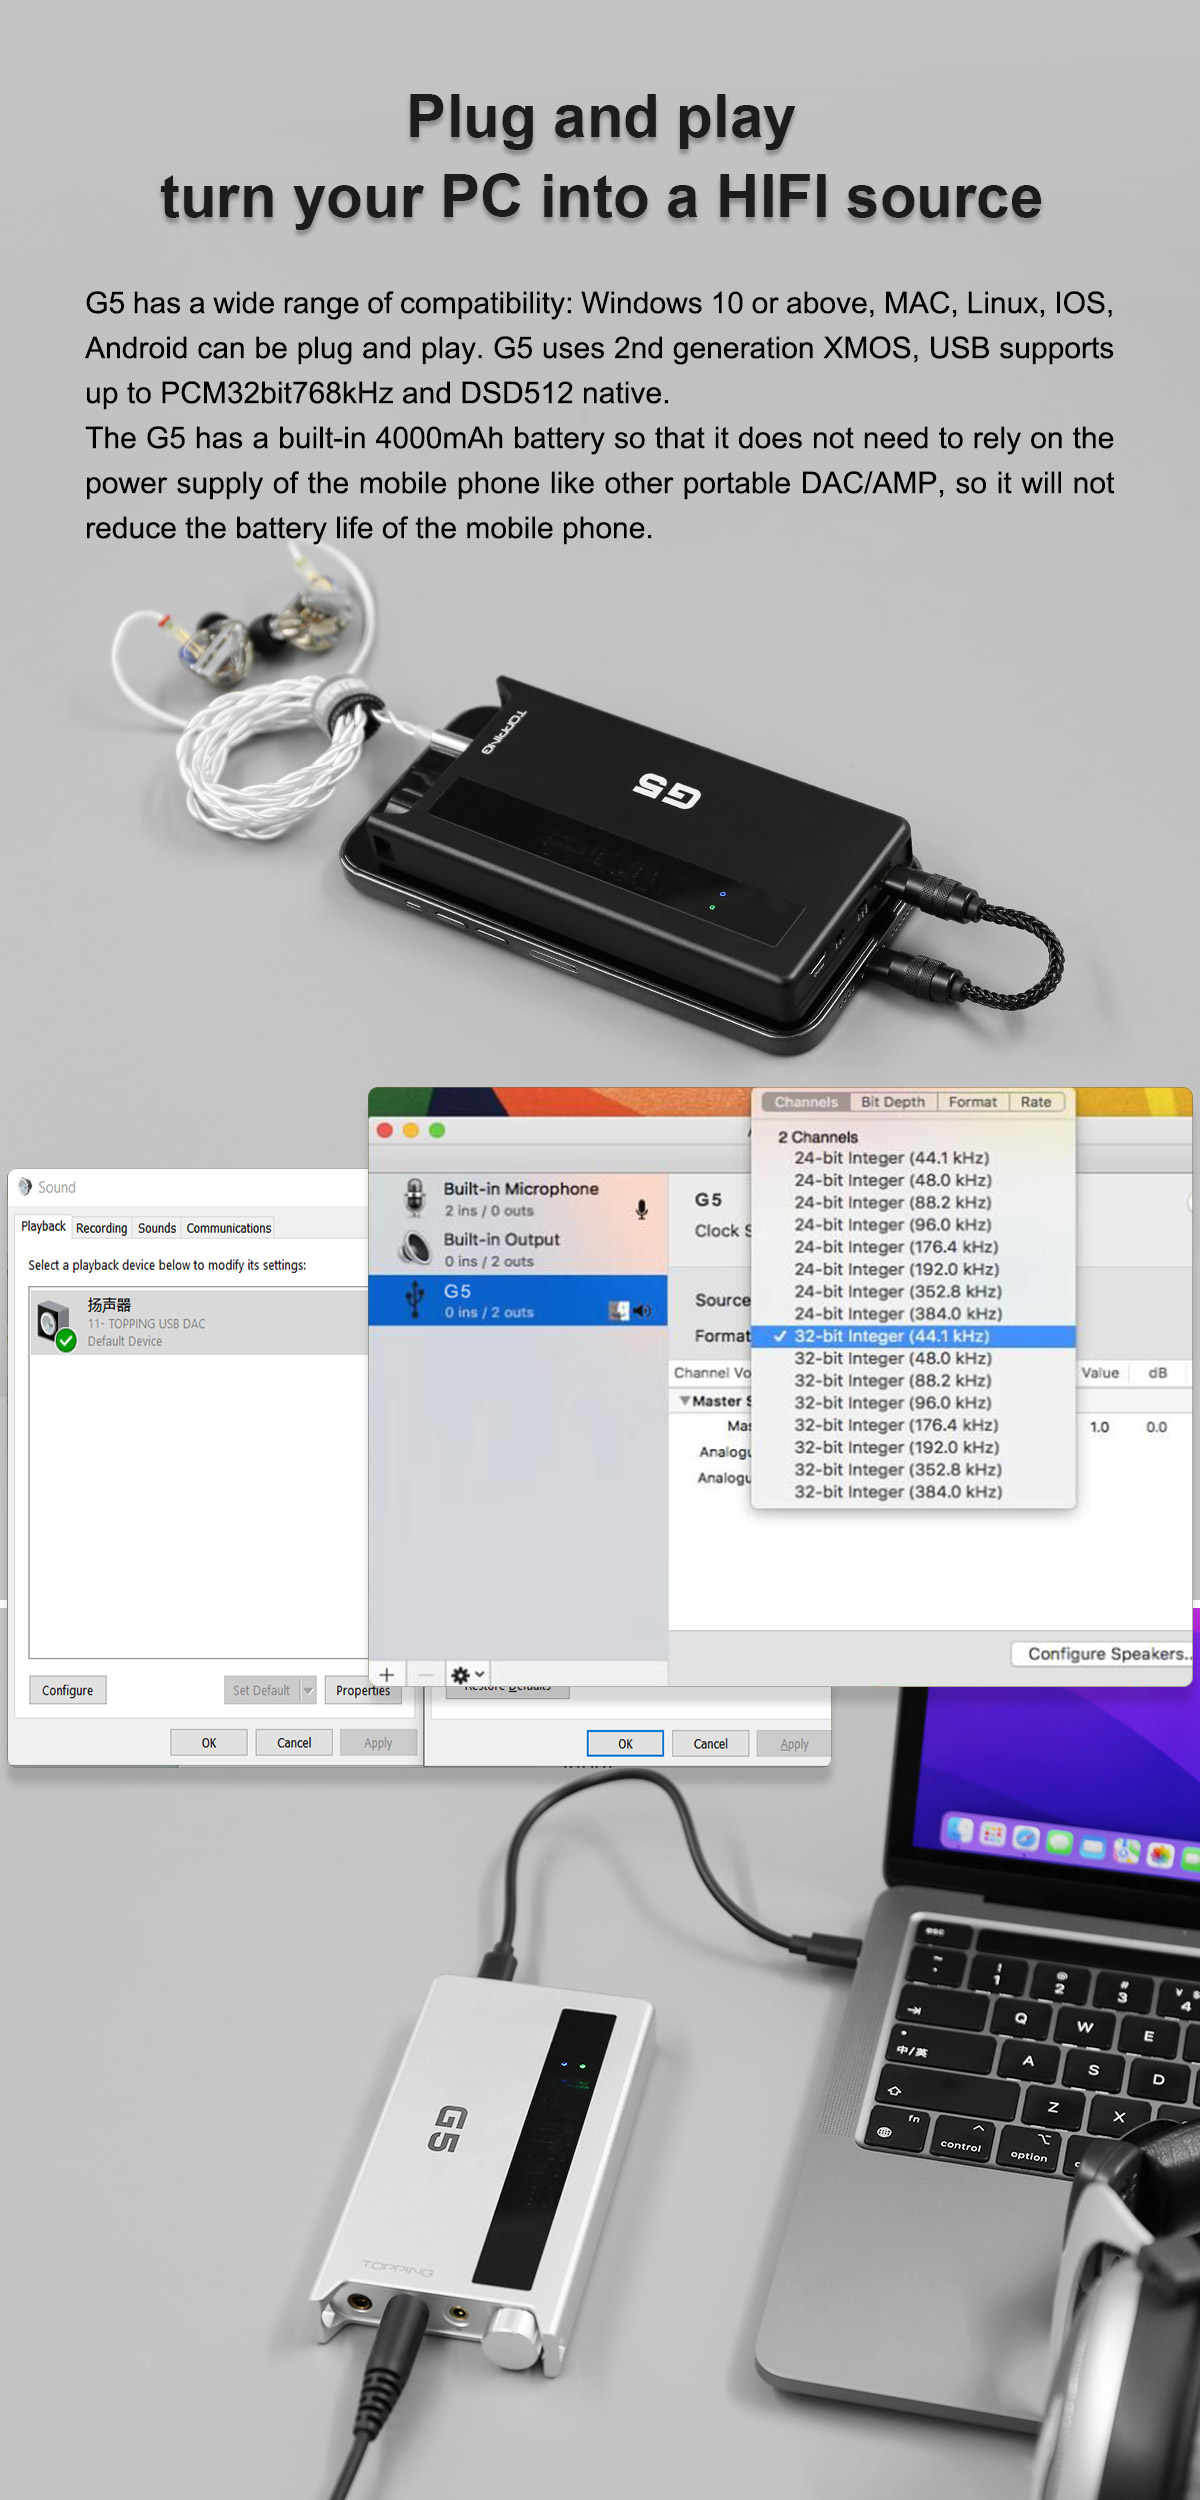 Plug and play
turn your PC into a HIFI source
G5 has a wide range of compatibility: Windows 10 or above, MAC, Linux, IOS,
Android can be plug and play. G5 uses 2nd generation XMOS, USB supports
up to PCM32bit768kHz and DSD512 native.
The G5 has a built-in 4000mAh battery so that it does not need to rely on the
power supply of the mobile phone like other portable DAC/AMP, so it will not
reduce the battery life of the mobile phone.
TOPPING
G5
Channels Bit Depth Format Rate
2 Channels
24-bit Integer (44.1 kHz)
24-bit Integer (48.0 kHz)
24-bit Integer (88.2 kHz)
24-bit Integer (96.0 kHz)
24-bit Integer (176.4 kHz)
24-bit Integer (192.0 kHz)
24-bit Integer (352.8 kHz)
24-bit Integer (384.0 kHz)
32-bit Integer (44.1 kHz)
32-bit Integer (48.0 kHz)
32-bit Integer (88.2 kHz)
32-bit Integer (96.0 kHz)
32-bit Integer (176.4 kHz)
32-bit Integer (192.0 kHz)
32-bit Integer (352.8 kHz)
32-bit Integer (384.0 kHz)
Built-in Microphone
2 ins / 0 outs
Built-in Output
0 ins / 2 outs
G5
0 ins / 2 outs
G5
Clock S
Source
Format
Channel Vo
Value dB
Master S
Mas
1.0 0.0
Analogu
Analogu
Configure Speakers..
Sound
Playback Recording Sounds Communications
Select a playback device below to modify its settings:
扬声器
11- TOPPING USB DAC
Default Device
Configure Set Default Properties
OK Cancel Apply
Restore Defaults
OK Cancel Apply
esc
~ ! 1 @ 2 # 3 ¥ $ 4
Q W E
中/英 A S D
Z X
fn control option
G5
TOPPING